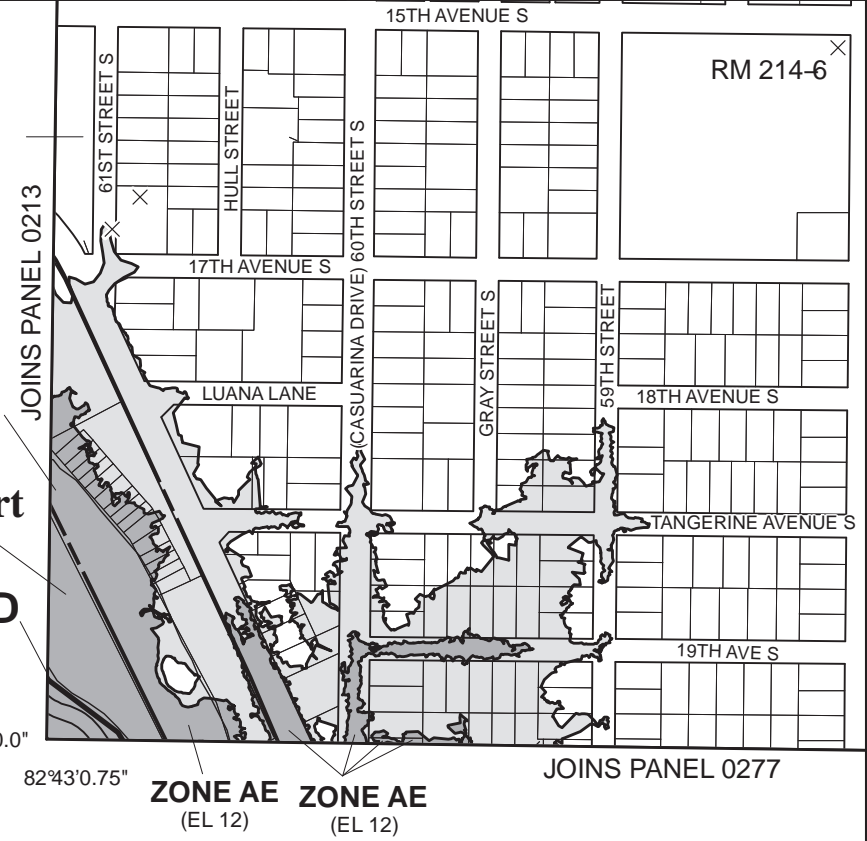 15TH AVENUE S
RM 214-6
61ST STREET S
HULL STREET
(CASUARINA DRIVE) 60TH STREET S
JOINS PANEL 0213
17TH AVENUE S
GRAY STREET S
59TH STREET
LUANA LANE
18TH AVENUE S
rt
TANGERINE AVENUE S
D
19TH AVE S
0.0"
82°43'0.75"
JOINS PANEL 0277
ZONE AE
(EL 12)
ZONE AE
(EL 12)